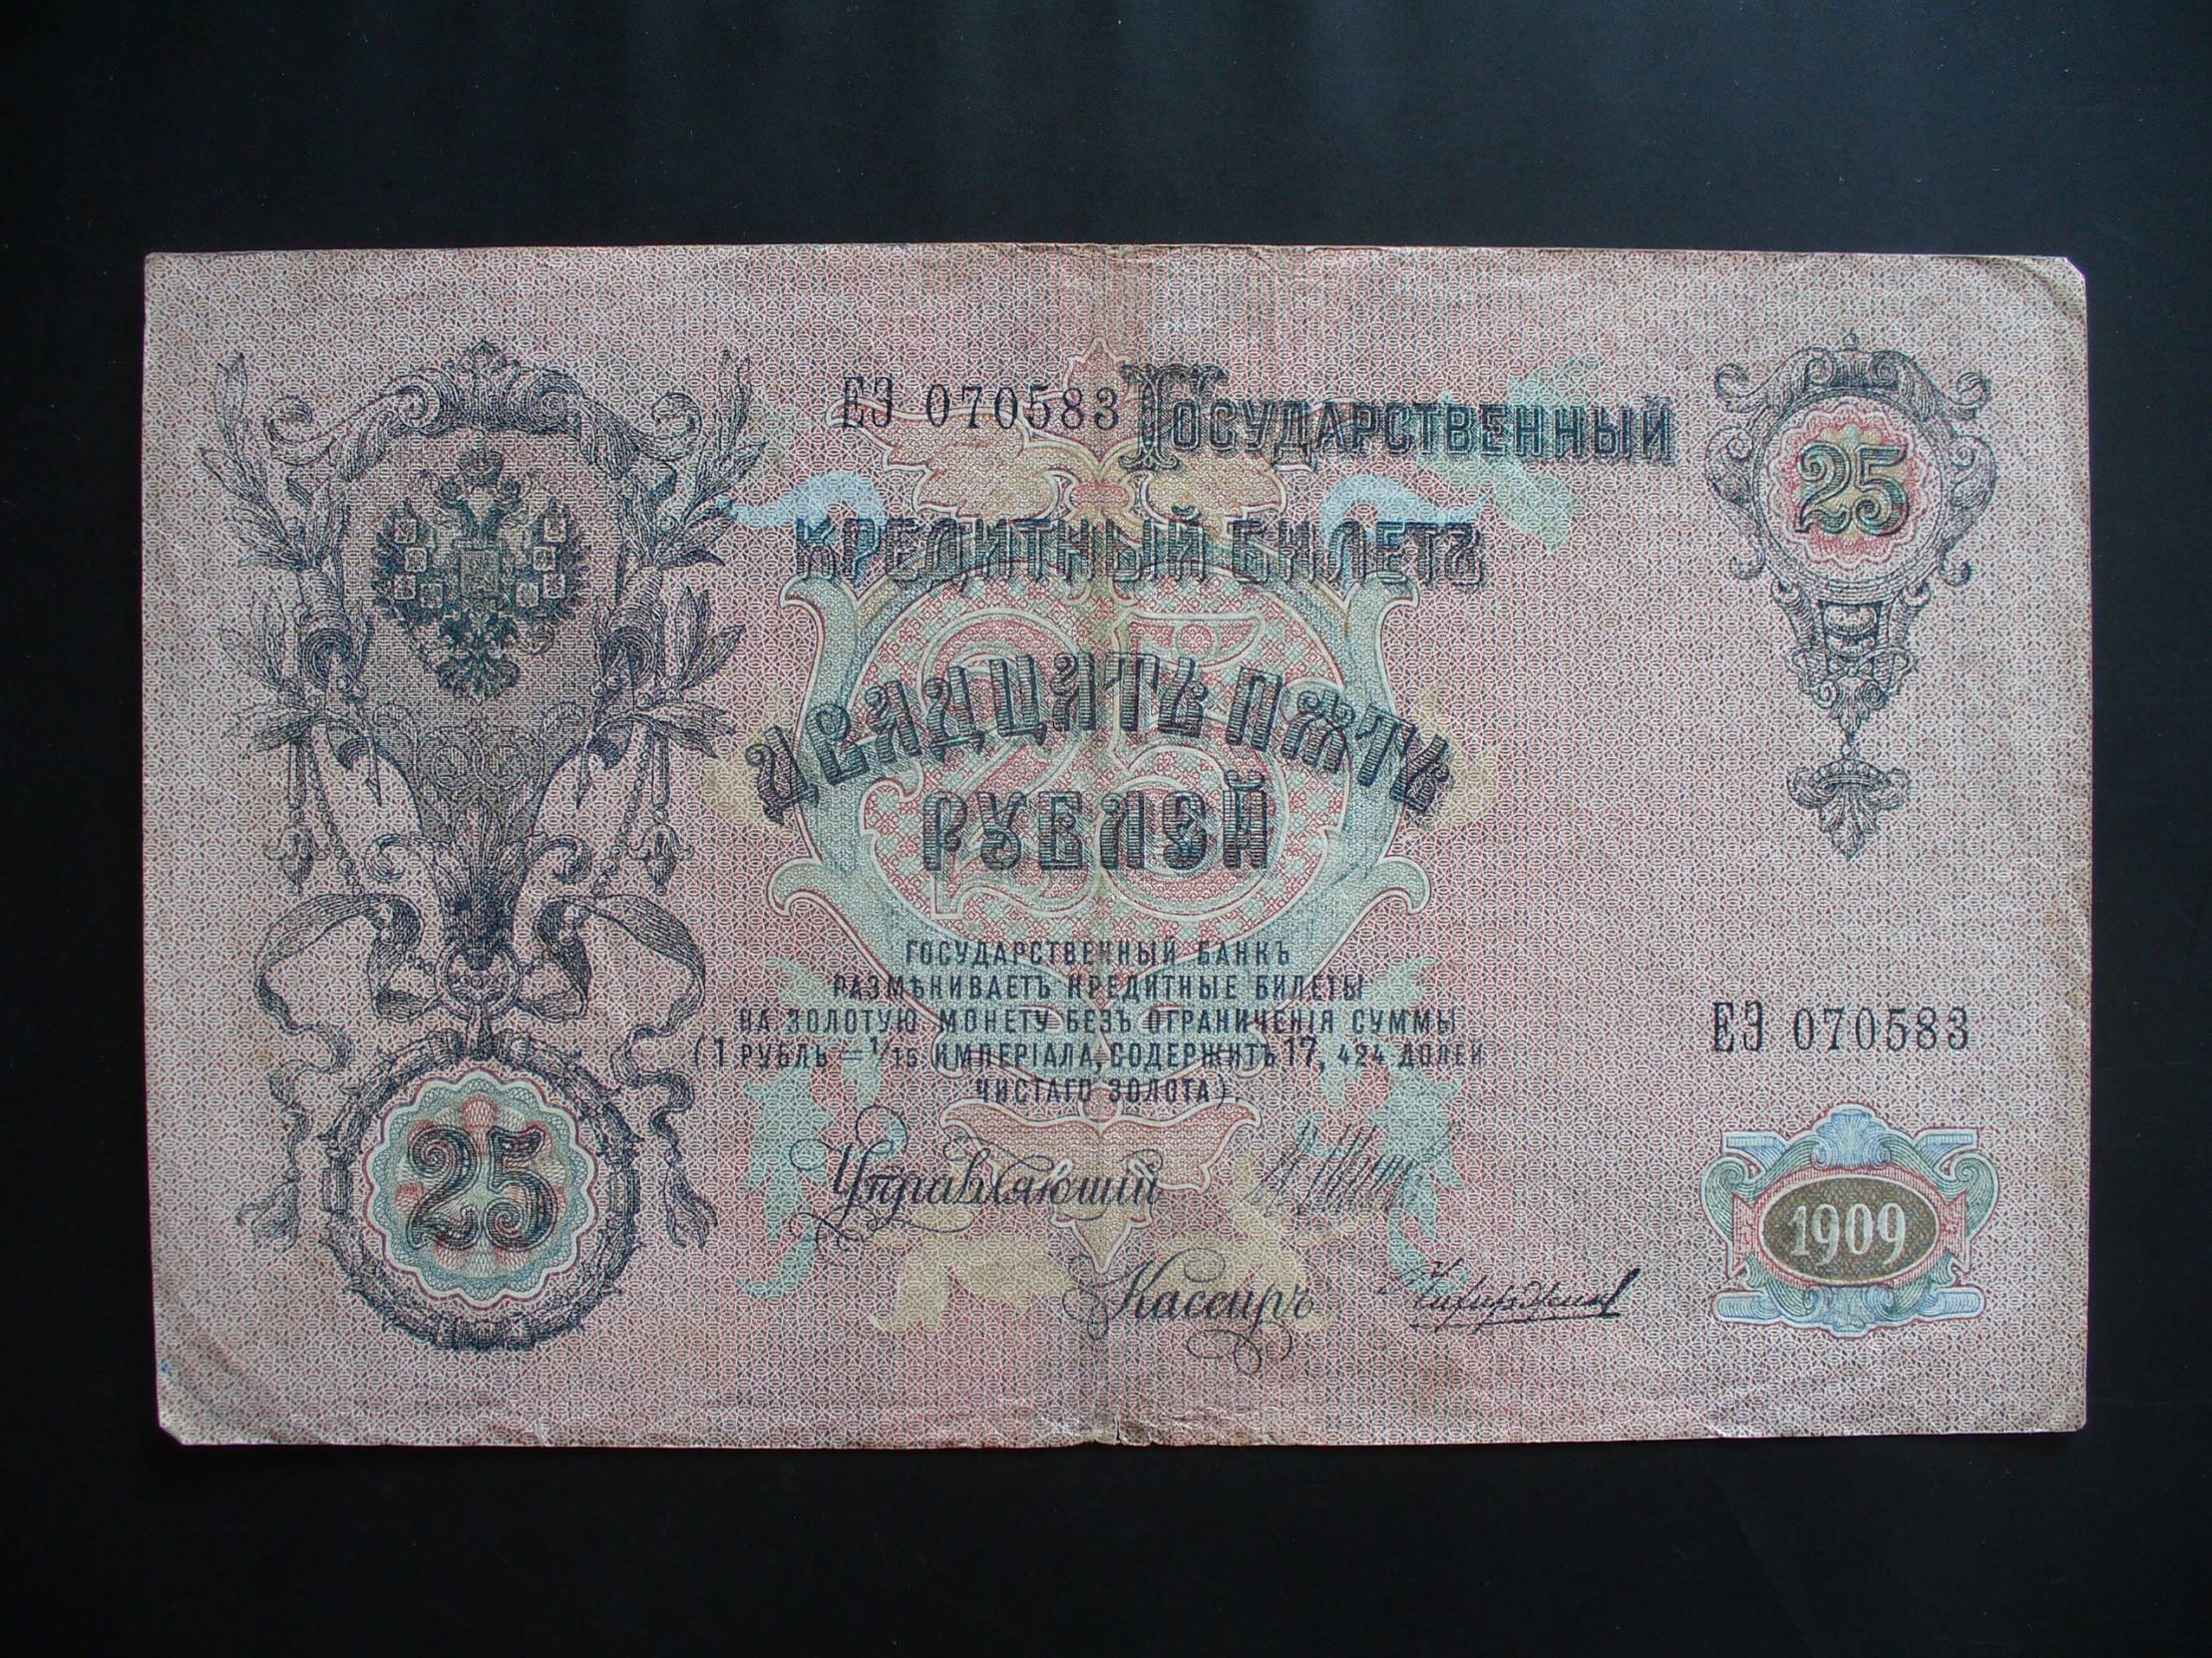 ЕЭ 070583 ГОСУДАРСТВЕННЫЙ
25
КРЕДИТНЫЙ БИЛЕТЪ
25
ДВАДЦАТЬ ПЯТЬ
РУБЛЕЙ
ГОСУДАРСТВЕННЫЙ БАНКЪ
РАЗМѢНИВАЕТЪ КРЕДИТНЫЕ БИЛЕТЫ
НА ЗОЛОТУЮ МОНЕТУ БЕЗЪ ОГРАНИЧЕНІЯ СУММЫ
(1 РУБЛЬ = 1/15 ИМПЕРІАЛА, СОДЕРЖИТЪ 17, 424 ДОЛЕЙ
ЧИСТАГО ЗОЛОТА).
ЕЭ 070583
25
Управляющій
Кассиръ
1909